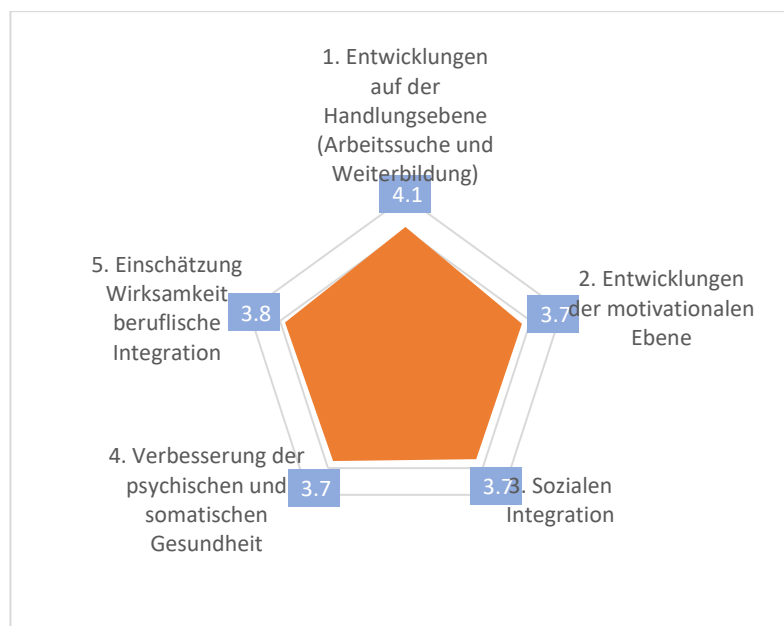 1. Entwicklungen
auf der
Handlungsebene
(Arbeitssuche und
Weiterbildung)
4.1
2. Entwicklungen
der motivationalen
Ebene
3.7
3. Sozialen
Integration
3.7
4. Verbesserung der
psychischen und
somatischen
Gesundheit
3.7
5. Einschätzung
Wirksamkeit
beruflische
Integration
3.8